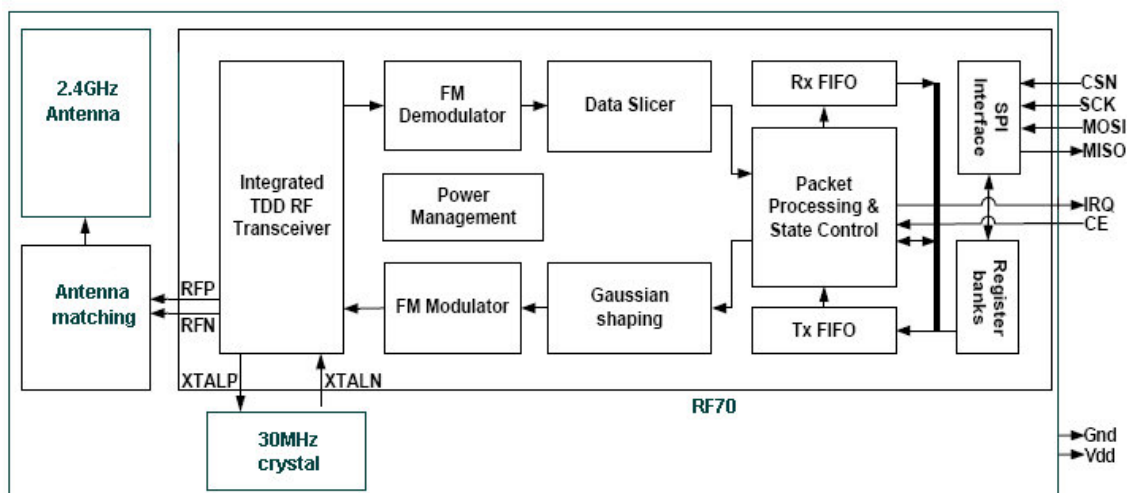 2.4GHz
Antenna
Antenna
matching
RFP
RFN
XTALP
XTALN
30MHz
crystal
Integrated
TDD RF
Transceiver
FM
Demodulator
Data Slicer
Power
Management
FM Modulator
Gaussian
shaping
Rx FIFO
Packet
Processing &
State Control
Tx FIFO
SPI
Interface
Register
banks
CSN
SCK
MOSI
MISO
IRQ
CE
RF70
Gnd
Vdd